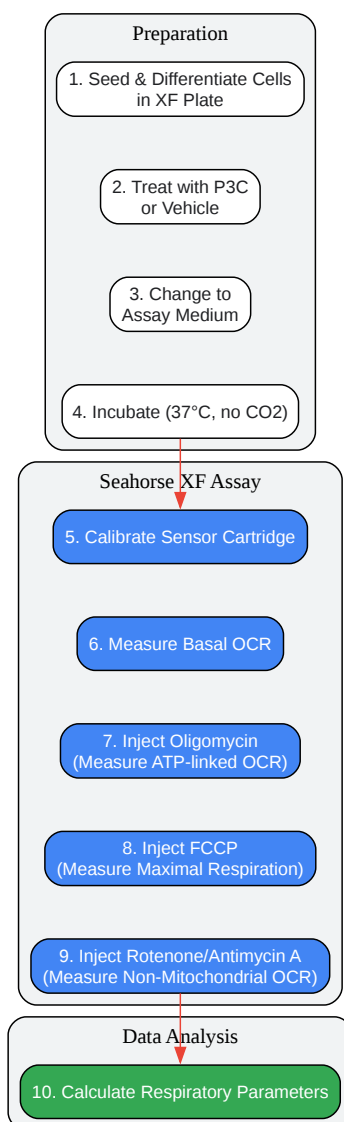 Preparation
1. Seed & Differentiate Cells
in XF Plate
2. Treat with P3C
or Vehicle
3. Change to
Assay Medium
4. Incubate (37°C, no CO2)
Seahorse XF Assay
5. Calibrate Sensor Cartridge
6. Measure Basal OCR
7. Inject Oligomycin
(Measure ATP-linked OCR)
8. Inject FCCP
(Measure Maximal Respiration)
9. Inject Rotenone/Antimycin A
(Measure Non-Mitochondrial OCR)
Data Analysis
10. Calculate Respiratory Parameters